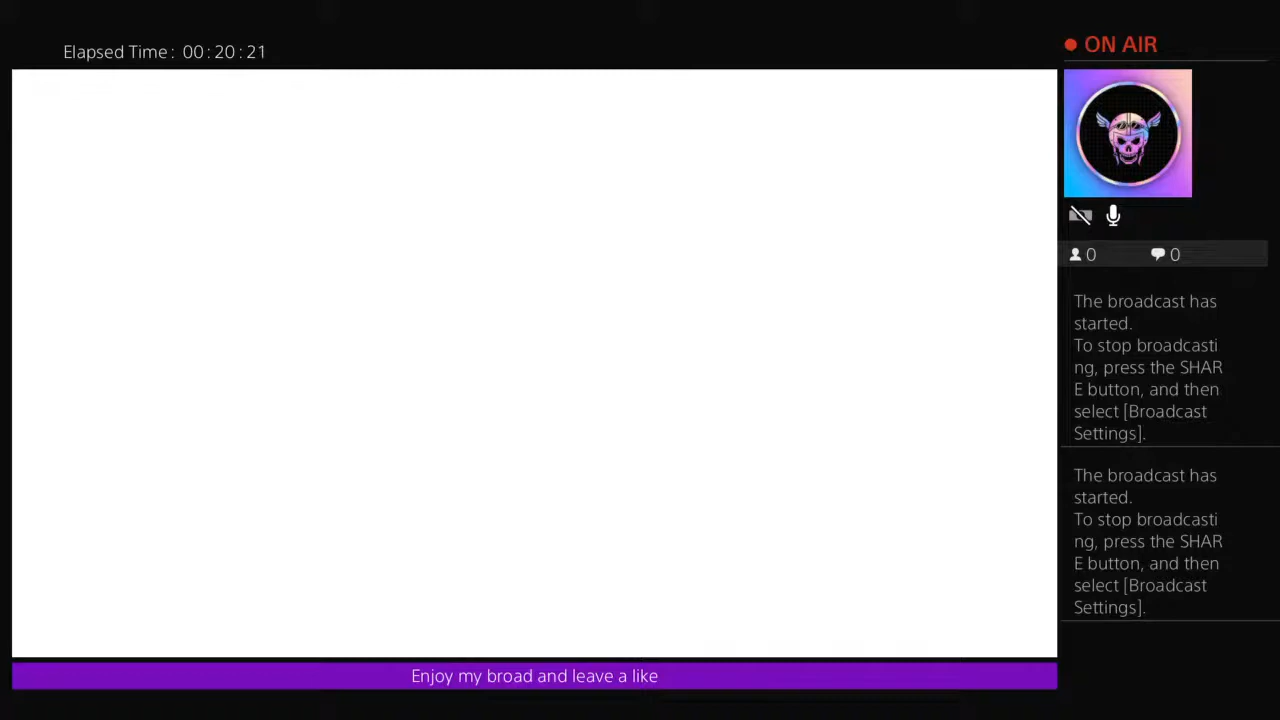 Elapsed Time: 00:20:21
ON AIR
0 0
The broadcast has
started.
To stop broadcasti
ng, press the SHAR
E button, and then
select [Broadcast
Settings].
The broadcast has
started.
To stop broadcasti
ng, press the SHAR
E button, and then
select [Broadcast
Settings].
Enjoy my broad and leave a like